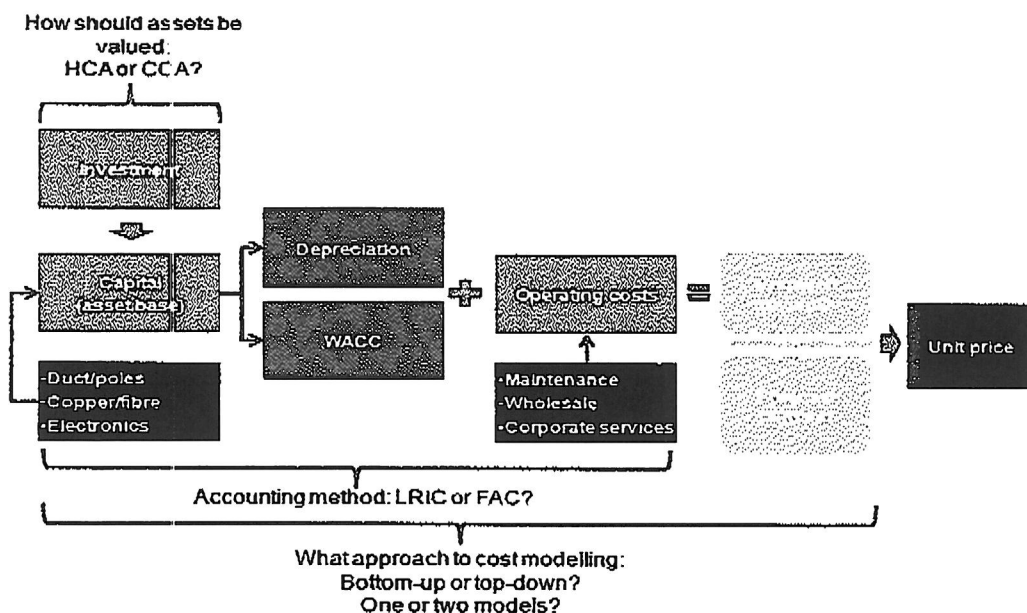 How should assets be
valued:
HCA or CCA?
Investment
Capital
(asset base)
Depreciation
WACC
Operating costs
Unit price
-Duct/poles
-Copper/fibre
-Electronics
-Maintenance
-Wholesale
-Corporate services
Accounting method: LRIC or FAC?
What approach to cost modelling:
Bottom-up or top-down?
One or two models?